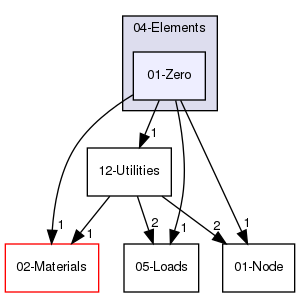 04-Elements
01-Zero
1
12-Utilities
1
1
2
1
2
1
02-Materials
05-Loads
01-Node